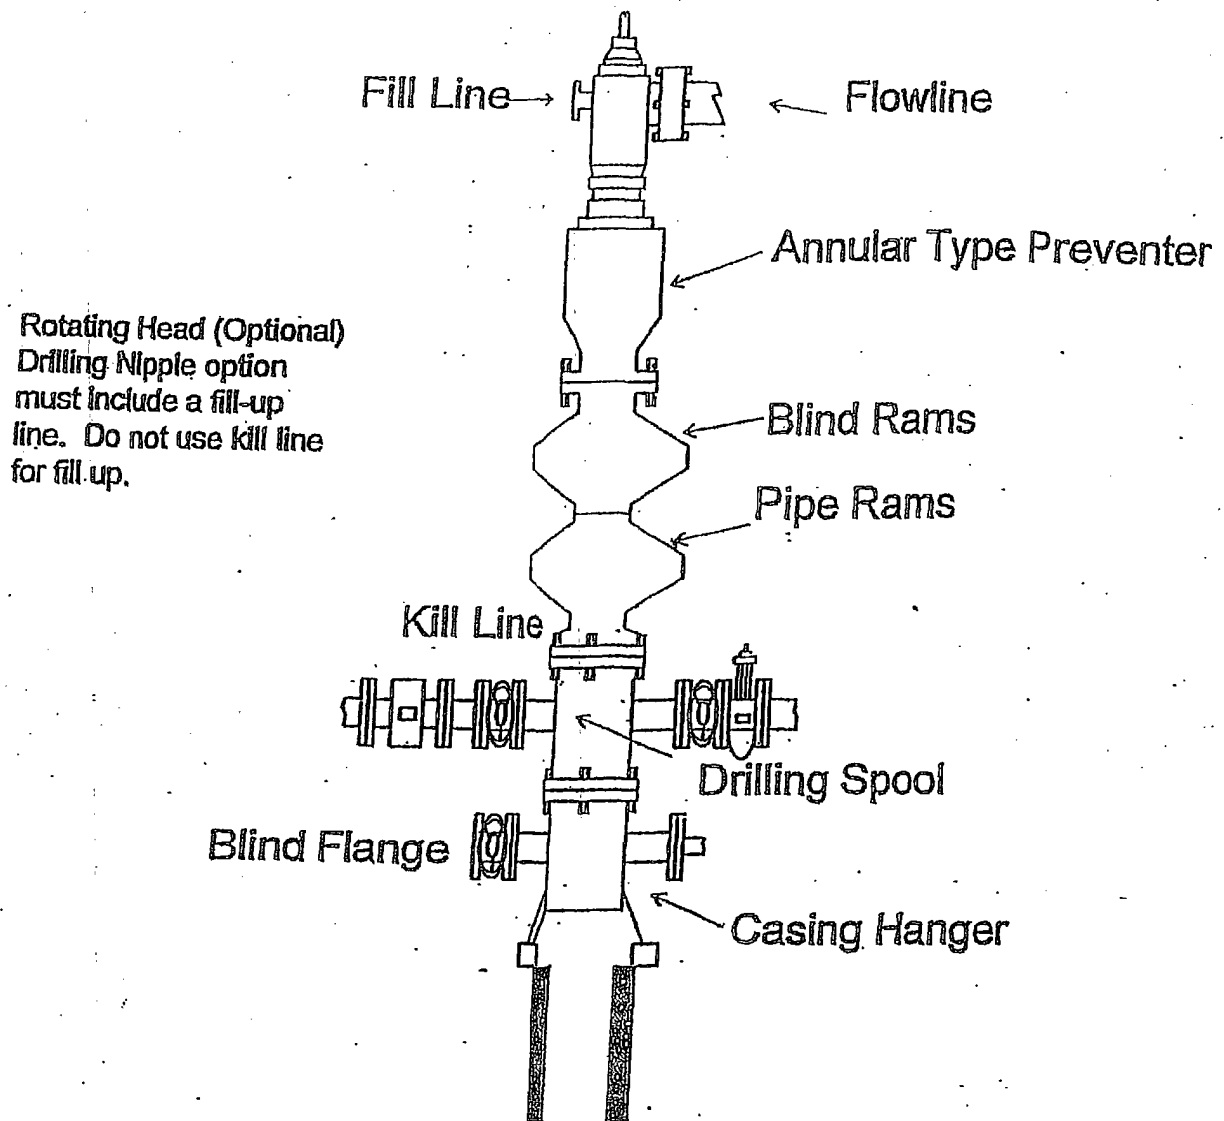 Fill Line
Flowline
Annular Type Preventer
Rotating Head (Optional)
Drilling Nipple option
must include a fill-up
line. Do not use kill line
for fill up.
Blind Rams
Pipe Rams
Kill Line
Drilling Spool
Blind Flange
Casing Hanger